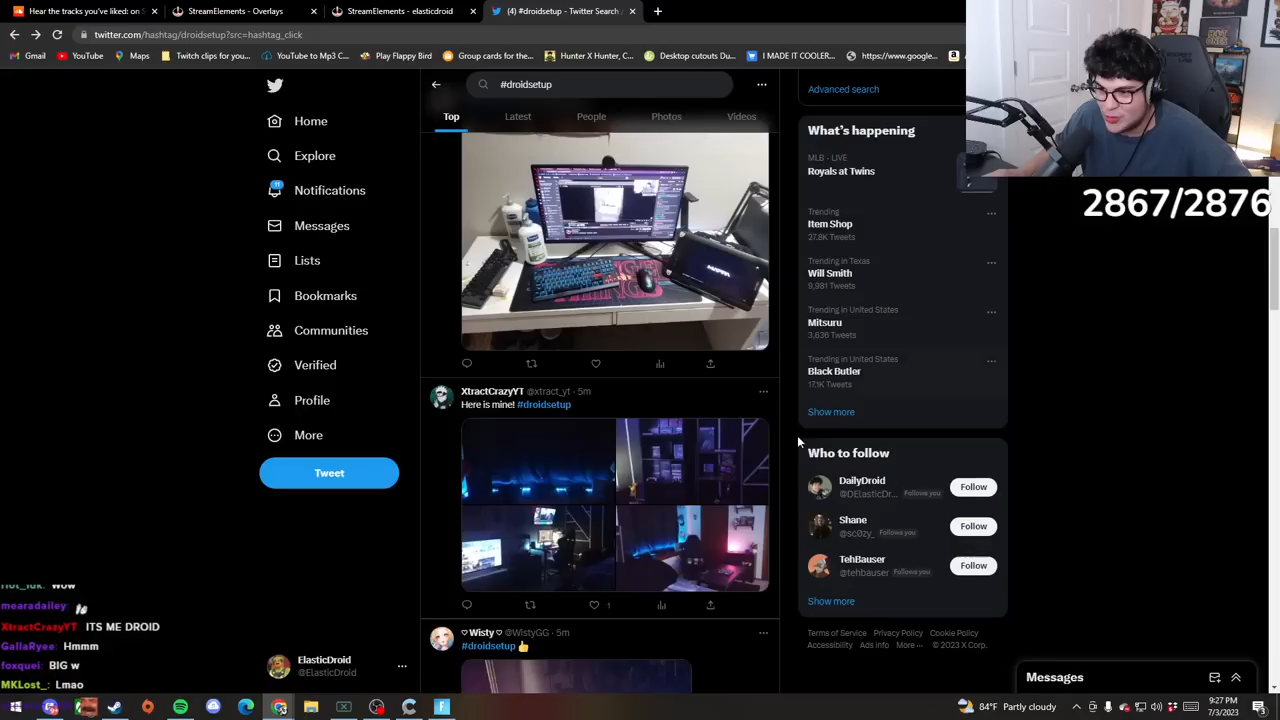 Hear the tracks you've liked: on S
StreamElements - Overlays
StreamElements - elasticdroid
(4) #droidsetup - Twitter Search /
twitter.com/hashtag/droidsetup?src=hashtag_click
Gmail
YouTube
Maps
Twitch clips for you...
YouTube to Mp3 C...
Play Flappy Bird
Group cart for you...
Hunter X Hunter, C...
Desktop cutouts Du...
I MADE IT COOLER...
https://www.google...
#droidsetup
Top
Latest
People
Photos
Videos
Home
Explore
11
Notifications
Messages
Lists
Bookmarks
Communities
Verified
Profile
More
Tweet
XtractCrazyYT @xtract_yt · 5m
Here is mine! #droidsetup
1
♡ Wisty ♡ @WistyGG · 5m
#droidsetup 👍
Advanced search
What's happening
MLB - LIVE
Royals at Twins
Trending
Item Shop
27.8K Tweets
Trending in Texas
Will Smith
9,981 Tweets
Trending in United States
Mitsuru
3,636 Tweets
Trending in United States
Black Butler
17.1K Tweets
Show more
Who to follow
DailyDroid
@DElasticDr... Follows you
Follow
Shane
@sc0zy_ Follows you
Follow
TehBauser
@tehbauser Follows you
Follow
Show more
Terms of Service Privacy Policy Cookie Policy
Accessibility Ads info More ··· © 2023 X Corp.
2867/2876
Messages
Hot_Idk: Wow
mearadailey:
XtractCrazyYT ITS ME DROID
GallaRyee: Hmmm
foxquei: BIG w
MKLost_: Lmao
ElasticDroid
@ElasticDroid
84°F Partly cloudy
9:27 PM
7/3/2023
3